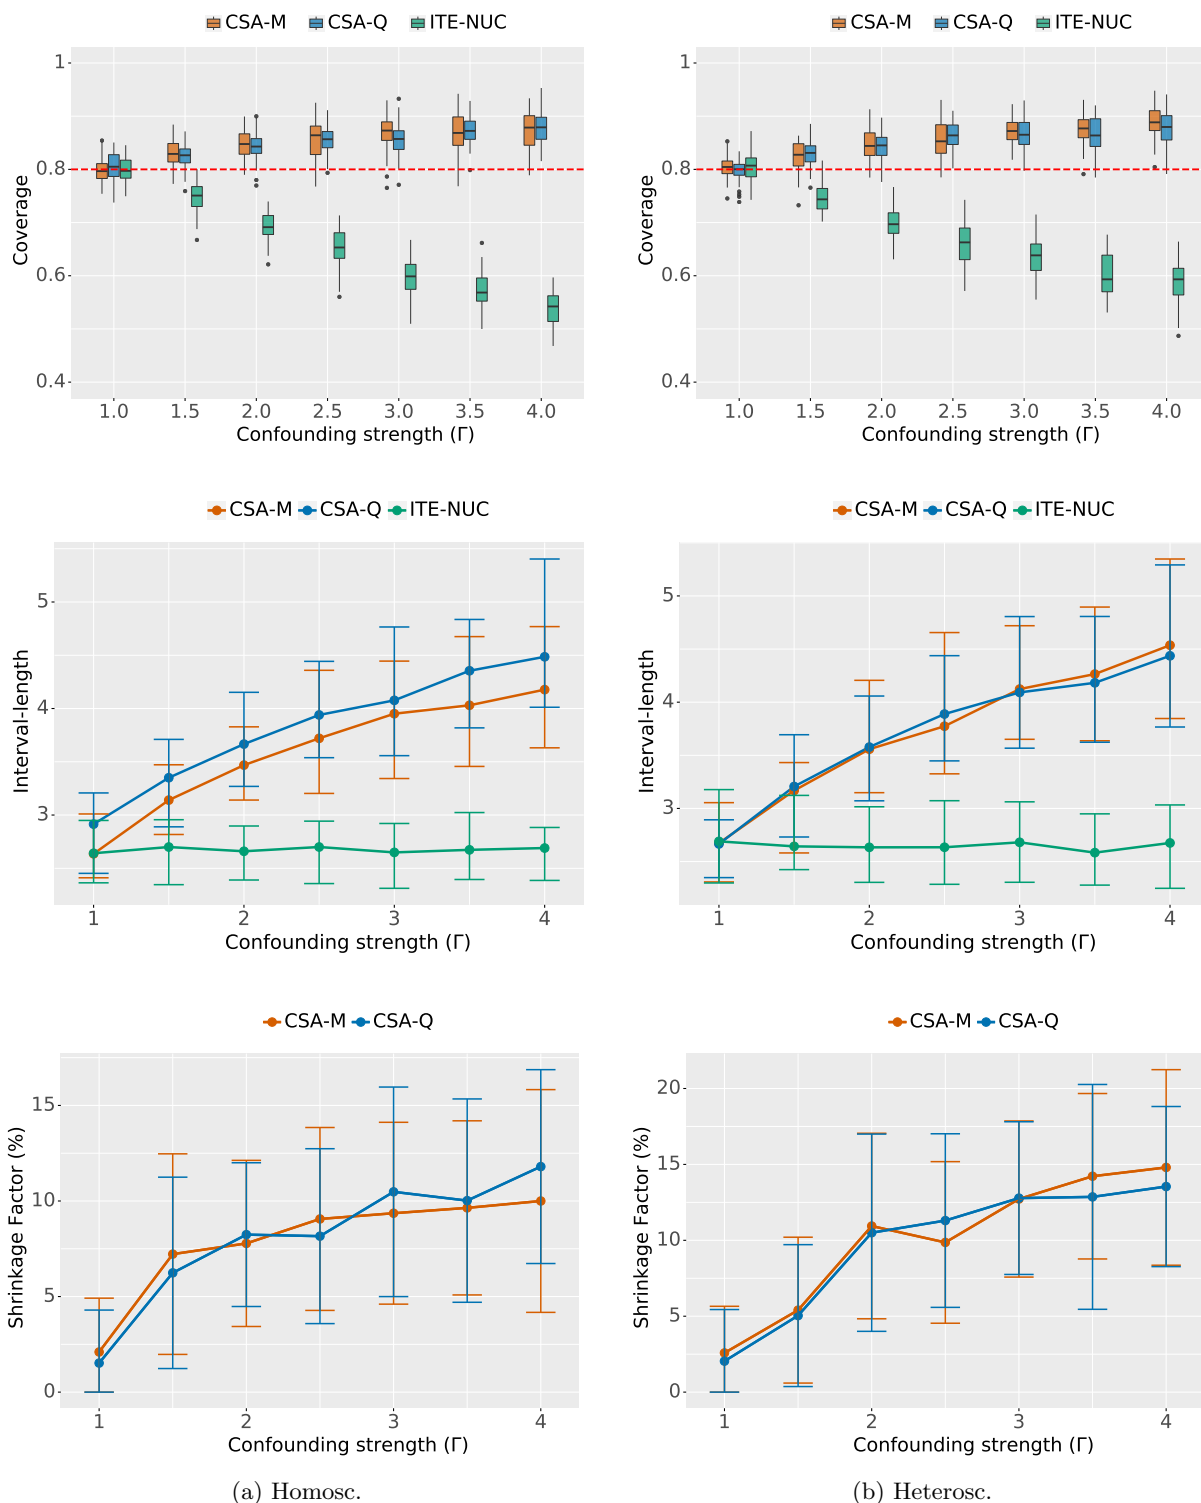 CSA-M CSA-Q ITE-NUC
1
0.8
0.6
0.4
Coverage
1.0 1.5 2.0 2.5 3.0 3.5 4.0
Confounding strength (Γ)
CSA-M CSA-Q ITE-NUC
1
0.8
0.6
0.4
Coverage
1.0 1.5 2.0 2.5 3.0 3.5 4.0
Confounding strength (Γ)
CSA-M CSA-Q ITE-NUC
5
4
3
Interval-length
1 2 3 4
Confounding strength (Γ)
CSA-M CSA-Q ITE-NUC
5
4
3
Interval-length
1 2 3 4
Confounding strength (Γ)
CSA-M CSA-Q
15
10
5
0
Shrinkage Factor (%)
1 2 3 4
Confounding strength (Γ)
(a) Homosc.
CSA-M CSA-Q
20
15
10
5
0
Shrinkage Factor (%)
1 2 3 4
Confounding strength (Γ)
(b) Heterosc.